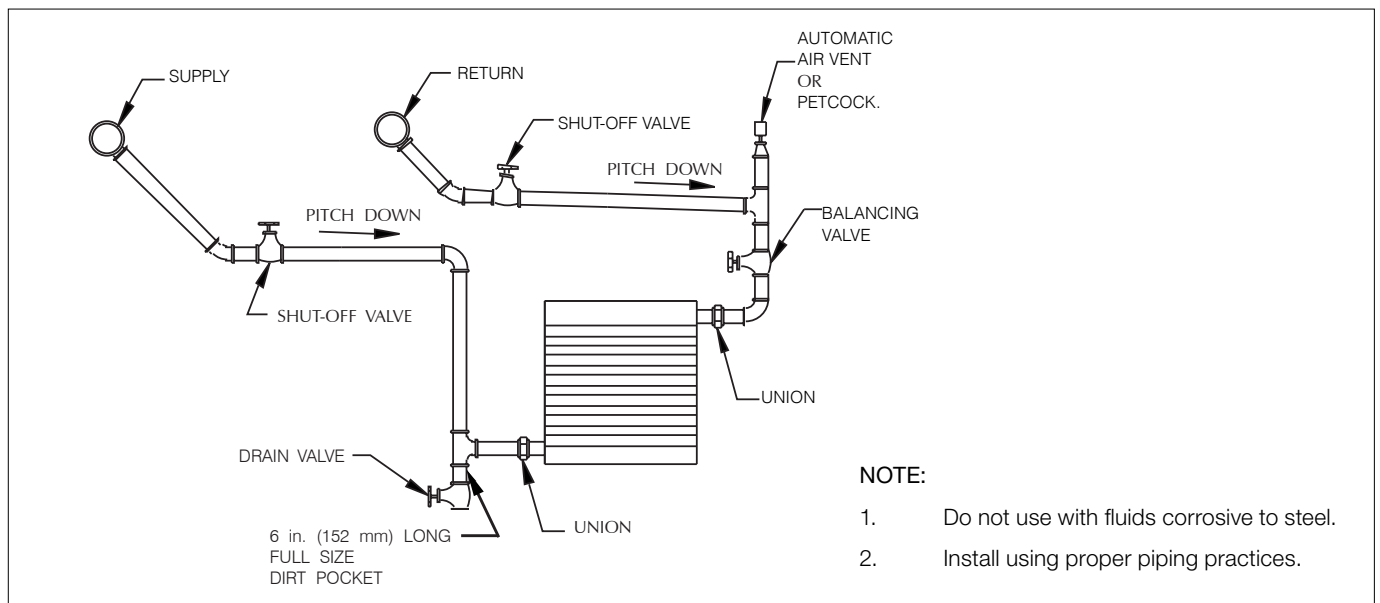 SUPPLY
RETURN
AUTOMATIC
AIR VENT
OR
PETCOCK.
SHUT-OFF VALVE
PITCH DOWN
PITCH DOWN
BALANCING
VALVE
SHUT-OFF VALVE
UNION
DRAIN VALVE
UNION
6 in. (152 mm) LONG
FULL SIZE
DIRT POCKET
NOTE:
1. Do not use with fluids corrosive to steel.
2. Install using proper piping practices.